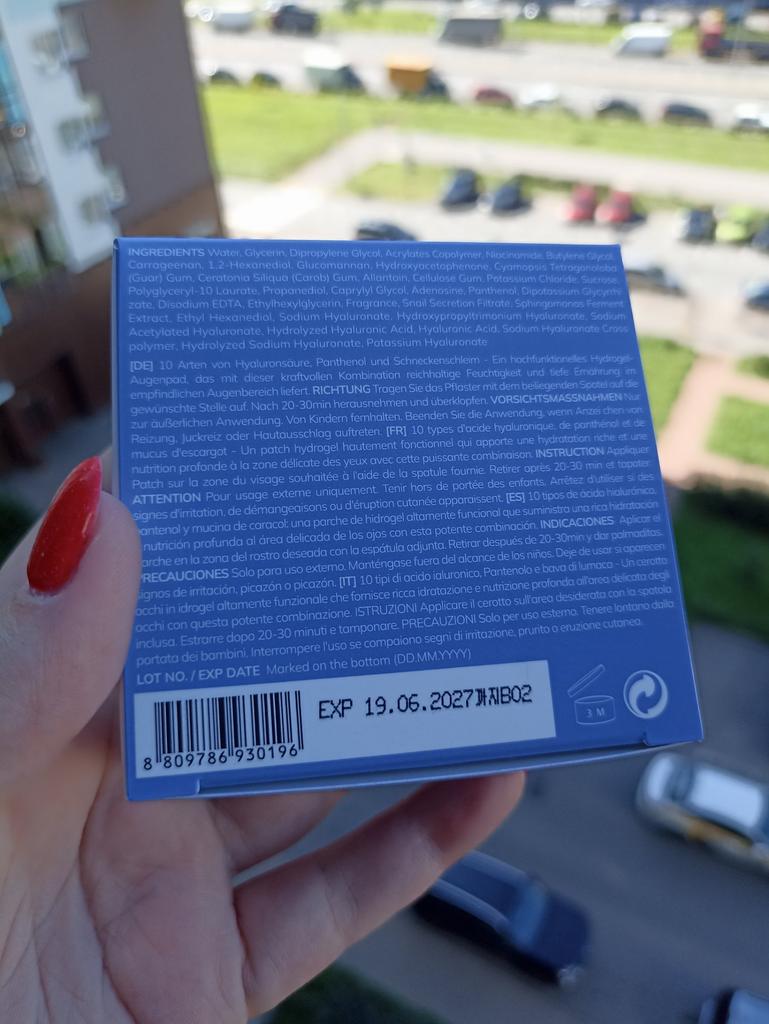 INGREDIENTS Water, Glycerin, Dipropylene Glycol, Acrylates Copolymer, Niacinamide, Butylene Glycol,
Carrageenan, 1,2-Hexanediol, Glucomannan, Hydroxyacetophenone, Cyamopsis Tetragonoloba
(Guar) Gum, Ceratonia Siliqua (Carob) Gum, Allantoin, Cellulose Gum, Potassium Chloride, Sucrose,
Polyglyceryl-10 Laurate, Propanediol, Caprylyl Glycol, Adenosine, Panthenol, Dipotassium Glycyrrhi-
zate, Disodium EDTA, Ethylhexylglycerin, Fragrance, Snail Secretion Filtrate, Sphingomonas Ferment
Extract, Ethyl Hexanediol, Sodium Hyaluronate, Hydroxypropyltrimonium Hyaluronate, Sodium
Acetylated Hyaluronate, Hydrolyzed Hyaluronic Acid, Hyaluronic Acid, Sodium Hyaluronate Cross
polymer, Hydrolyzed Sodium Hyaluronate, Potassium Hyaluronate
[DE] 10 Arten von Hyaluronsäure, Panthenol und Schneckenschleim - Ein hochfunktionelles Hydrogel-
Augenpad, das mit dieser kraftvollen Kombination reichhaltige Feuchtigkeit und tiefe Ernährung im
empfindlichen Augenbereich liefert. RICHTUNG Tragen Sie das Pflaster mit dem beiliegenden Spatel auf die
gewünschte Stelle auf. Nach 20-30min herausnehmen und überklopfen. VORSICHTSMASSNAHMEN Nur
zur äußerlichen Anwendung. Von Kindern fernhalten. Beenden Sie die Anwendung, wenn Anzei chen von
Reizung, Juckreiz oder Hautausschlag auftreten. [FR] 10 types d'acide hyaluronique, de panthénol et de
mucus d'escargot - Un patch hydrogel hautement fonctionnel qui apporte une hydratation riche et une
nutrition profonde à la zone délicate des yeux avec cette puissante combinaison. INSTRUCTION Appliquer
Patch sur la zone du visage souhaitée à l'aide de la spatule fournie. Retirer après 20-30 min et tapoter
ATTENTION Pour usage externe uniquement. Tenir hors de portée des enfants. Arrêtez d'utiliser si des
signes d'irritation, de démangeaisons ou d'éruption cutanée apparaissent. [ES] 10 tipos de ácido hialurónico,
pantenol y mucina de caracol: una parche de hidrogel altamente funcional que suministra una rica hidratación
nutrición profunda al área delicada de los ojos con esta potente combinación. INDICACIONES Aplicar el
parche en la zona del rostro deseada con la espátula adjunta. Retirar después de 20-30min y dar palmaditas.
PRECAUCIONES Solo para uso externo. Manténgase fuera del alcance de los niños. Deje de usar si aparecen
signos de irritación, picazón o picazón. [IT] 10 tipi di acido ialuronico, Pantenolo e bava di lumaca - Un cerotto
occhi in idrogel altamente funzionale che fornisce ricca idratazione e nutrizione profonda all'area delicata degli
occhi con questa potente combinazione. ISTRUZIONI Applicare il cerotto sull'area desiderata con la spatola
inclusa. Estrarre dopo 20-30 minuti e tamponare. PRECAUZIONI Solo per uso esterno. Tenere lontano dalla
portata dei bambini. Interrompere l'uso se compaiono segni di irritazione, prurito o eruzione cutanea.
LOT NO. / EXP DATE Marked on the bottom (DD.MM.YYYY)
EXP 19.06.2027까지B02
3 M
8 809786 930196